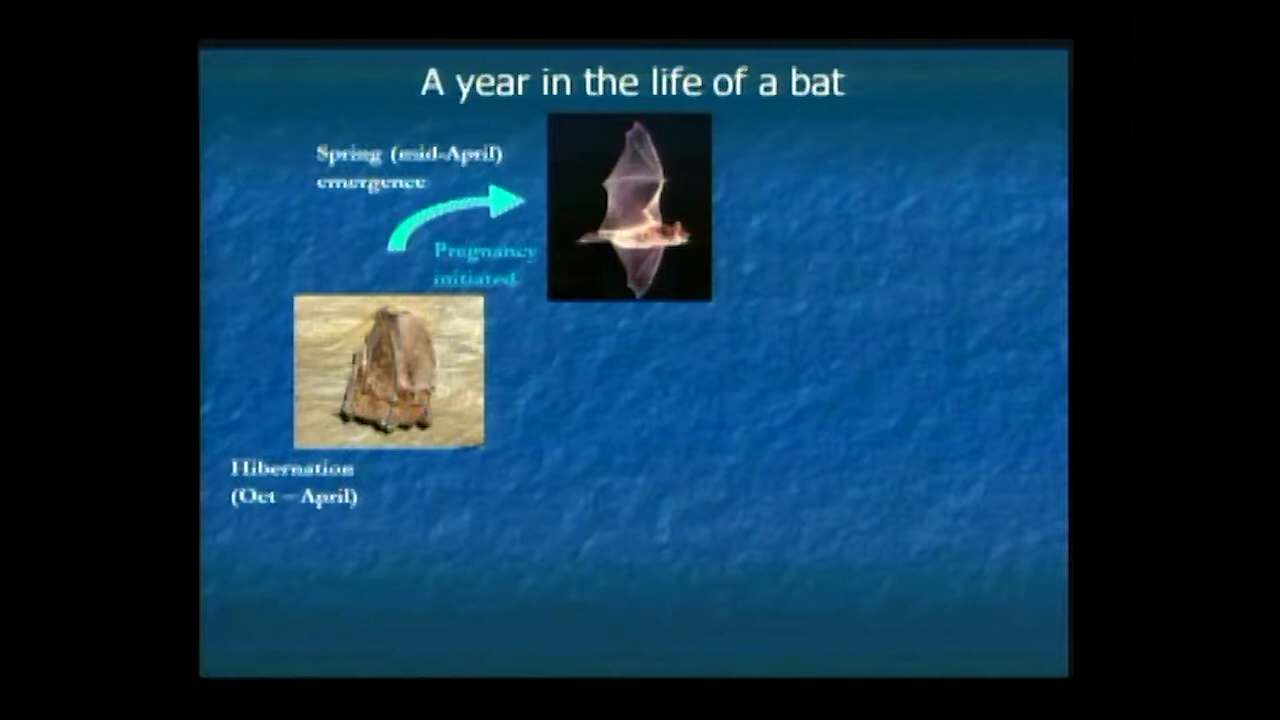 A year in the life of a bat
Spring (mid-April)
emergence
Pregnancy
initiated
Hibernation
(Oct – April)